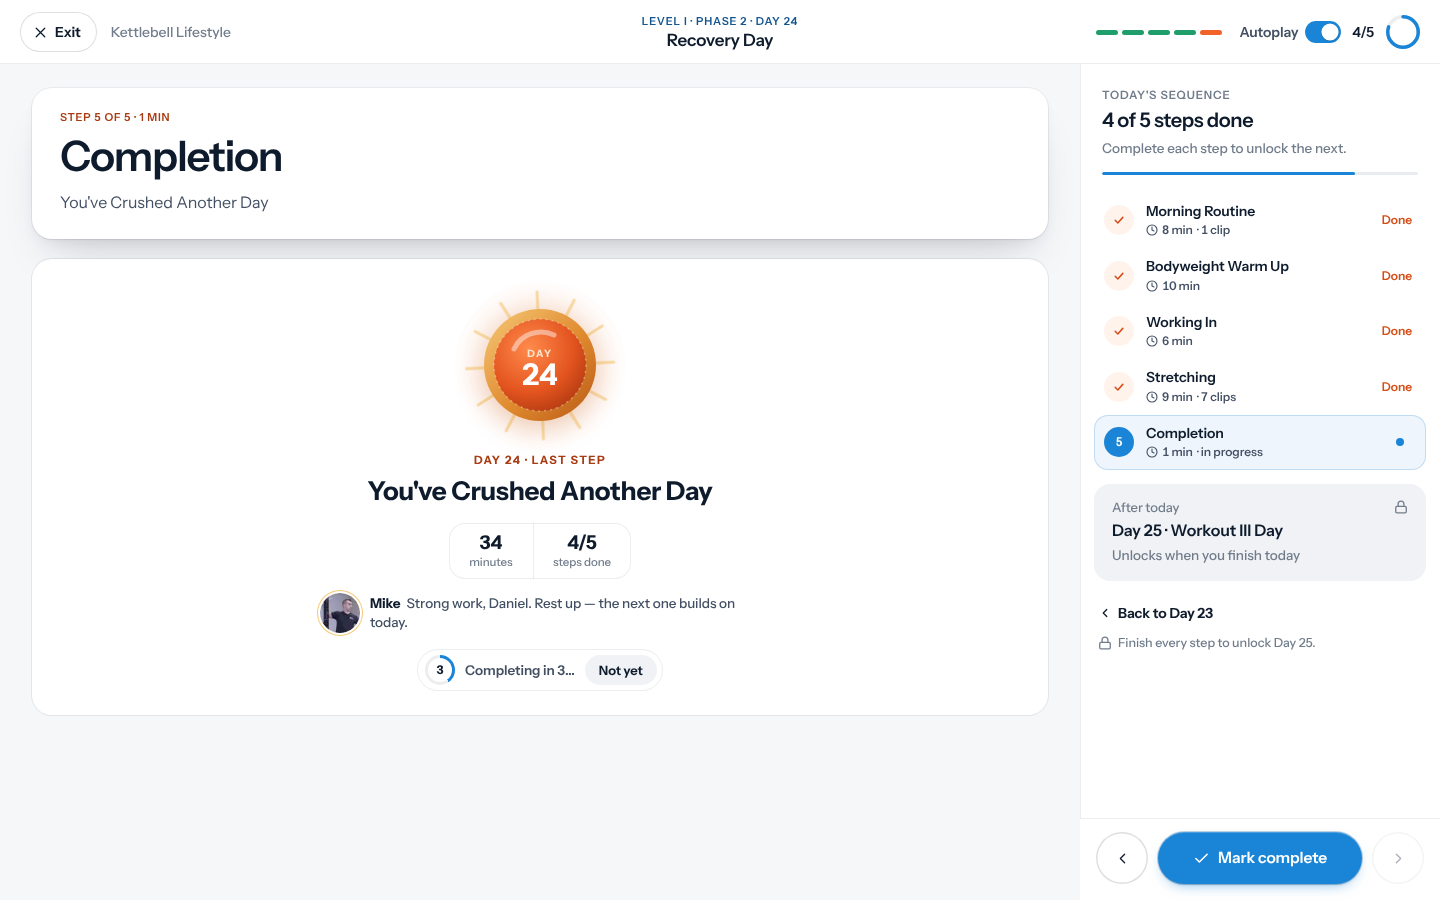 Exit
Kettlebell Lifestyle
LEVEL I · PHASE 2 · DAY 24
Recovery Day
Autoplay
4/5
STEP 5 OF 5 · 1 MIN
Completion
You've Crushed Another Day
DAY
24
DAY 24 · LAST STEP
You've Crushed Another Day
34
minutes
4/5
steps done
Mike Strong work, Daniel. Rest up — the next one builds on
today.
3
Completing in 3...
Not yet
TODAY'S SEQUENCE
4 of 5 steps done
Complete each step to unlock the next.
Morning Routine
8 min · 1 clip
Done
Bodyweight Warm Up
10 min
Done
Working In
6 min
Done
Stretching
9 min · 7 clips
Done
5
Completion
1 min · in progress
After today
Day 25 · Workout III Day
Unlocks when you finish today
Back to Day 23
Finish every step to unlock Day 25.
Mark complete